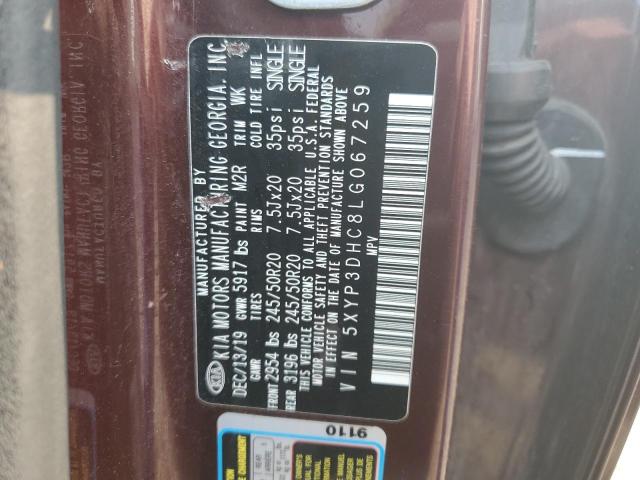 MANUFACTURED BY
KIA KIA MOTORS MANUFACTURING GEORGIA, INC.
DEC/13/19 GVWR 5917 lbs PAINT M2R TRIM WK
GAWR TIRES RIMS COLD TIRE INFL
FRONT 2954 lbs 245/50R20 7.5Jx20 35psi SINGLE
REAR 3196 lbs 245/50R20 7.5Jx20 35psi SINGLE
THIS VEHICLE CONFORMS TO ALL APPLICABLE U.S.A. FEDERAL
MOTOR VEHICLE SAFETY, BUMPER, AND THEFT PREVENTION STANDARDS
IN EFFECT ON THE DATE OF MANUFACTURE SHOWN ABOVE
VIN 5XYP3DHC8LG067259
MPV
9110